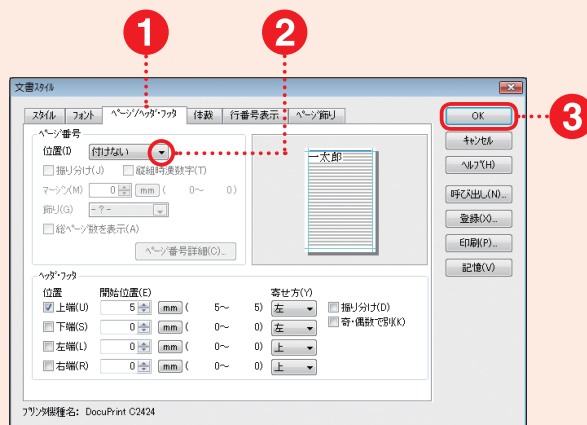 1
2
3
文書ｽﾀｲﾙ
ｽﾀｲﾙ ﾌｫﾝﾄ ﾍﾟｰｼﾞ/ﾍｯﾀﾞ･ﾌｯﾀ 体裁 行番号表示 ﾍﾟｰｼﾞ飾り
ﾍﾟｰｼﾞ番号
位置(I) 付けない
振り分け(J) 縦組時漢数字(T)
ﾏｰｼﾞﾝ(M) 0 mm ( 0～ 0)
飾り(G) -？-
総ﾍﾟｰｼﾞ数を表示(A)
ﾍﾟｰｼﾞ番号詳細(C)...
一太郎
OK
ｷｬﾝｾﾙ
ﾍﾙﾌﾟ(H)
呼び出し(N)...
登録(X)...
印刷(P)...
記憶(V)
ﾍｯﾀﾞ･ﾌｯﾀ
位置 開始位置(E) 寄せ方(Y)
上端(U) 5 mm ( 5～ 5) 左 振り分け(D)
下端(S) 0 mm ( 0～ 0) 左 奇･偶数で別(K)
左端(L) 0 mm ( 0～ 0) 上
右端(R) 0 mm ( 0～ 0) 上
ﾌﾟﾘﾝﾀ機種名: DocuPrint C2424